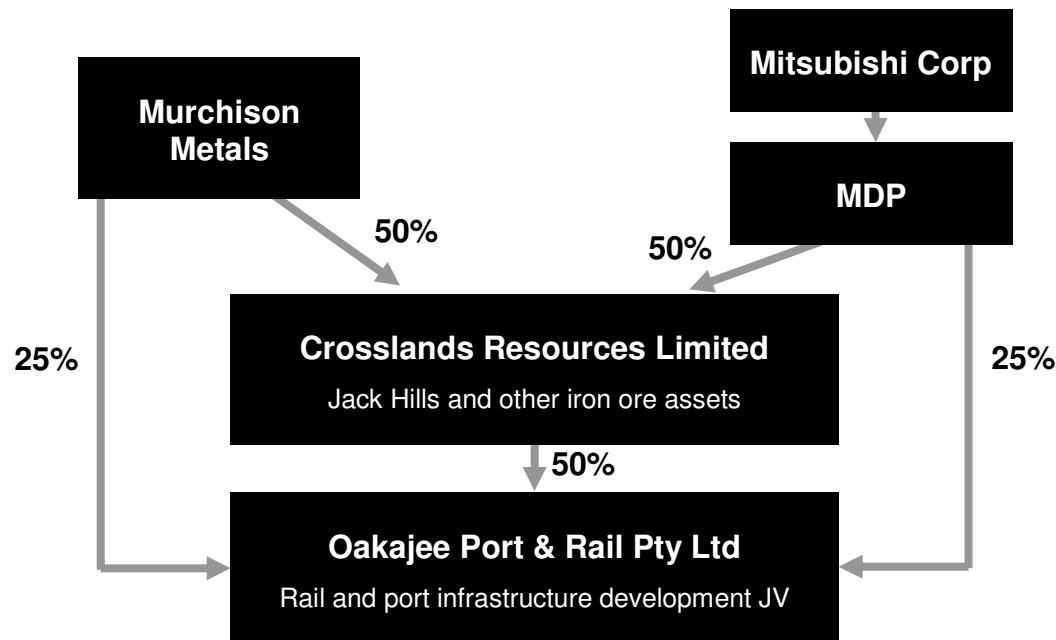 Mitsubishi Corp
Murchison
Metals
MDP
50%
50%
Crosslands Resources Limited
Jack Hills and other iron ore assets
25%
25%
50%
Oakajee Port & Rail Pty Ltd
Rail and port infrastructure development JV